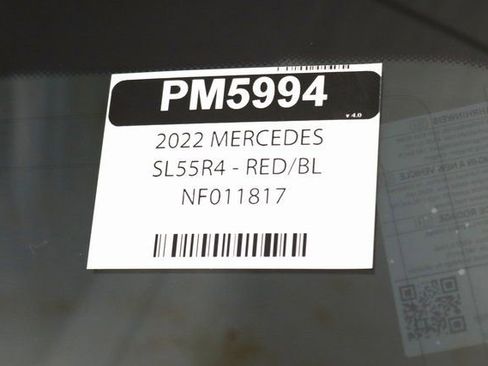 PM5994
v 4.0
2022 MERCEDES
SL55R4 - RED/BL
NF011817